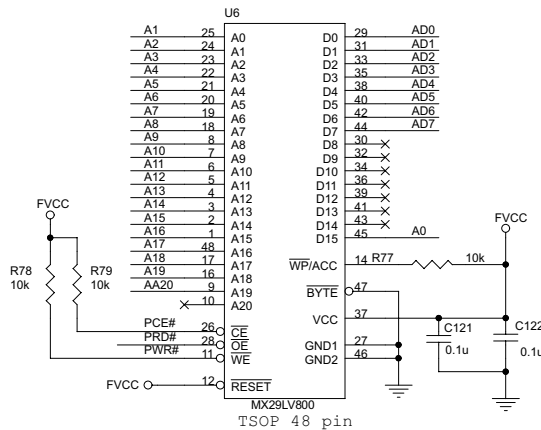 U6
A1 25 A0 D0 29 AD0
A2 24 A1 D1 31 AD1
A3 23 A2 D2 33 AD2
A4 22 A3 D3 35 AD3
A5 21 A4 D4 38 AD4
A6 20 A5 D5 40 AD5
A7 19 A6 D6 42 AD6
A8 18 A7 D7 44 AD7
A9 8 A8 D8 30
A10 7 A9 D9 32
A11 6 A10 D10 34
A12 5 A11 D11 36
A13 4 A12 D12 39
A14 3 A13 D13 41
A15 2 A14 D14 43
A16 1 A15 D15 45 A0
A17 48 A16
A18 17 A17
A19 16 A18
AA20 9 A19
10 A20
FVCC
R78
10k
R79
10k
PCE# 26 CE
PRD# 28 OE
PWR# 11 WE
FVCC 12 RESET
WP/ACC 14 R77 10k
FVCC
BYTE 47
VCC 37
GND1 27
GND2 46
C121
0.1u
C122
0.1u
MX29LV800
TSOP 48 pin